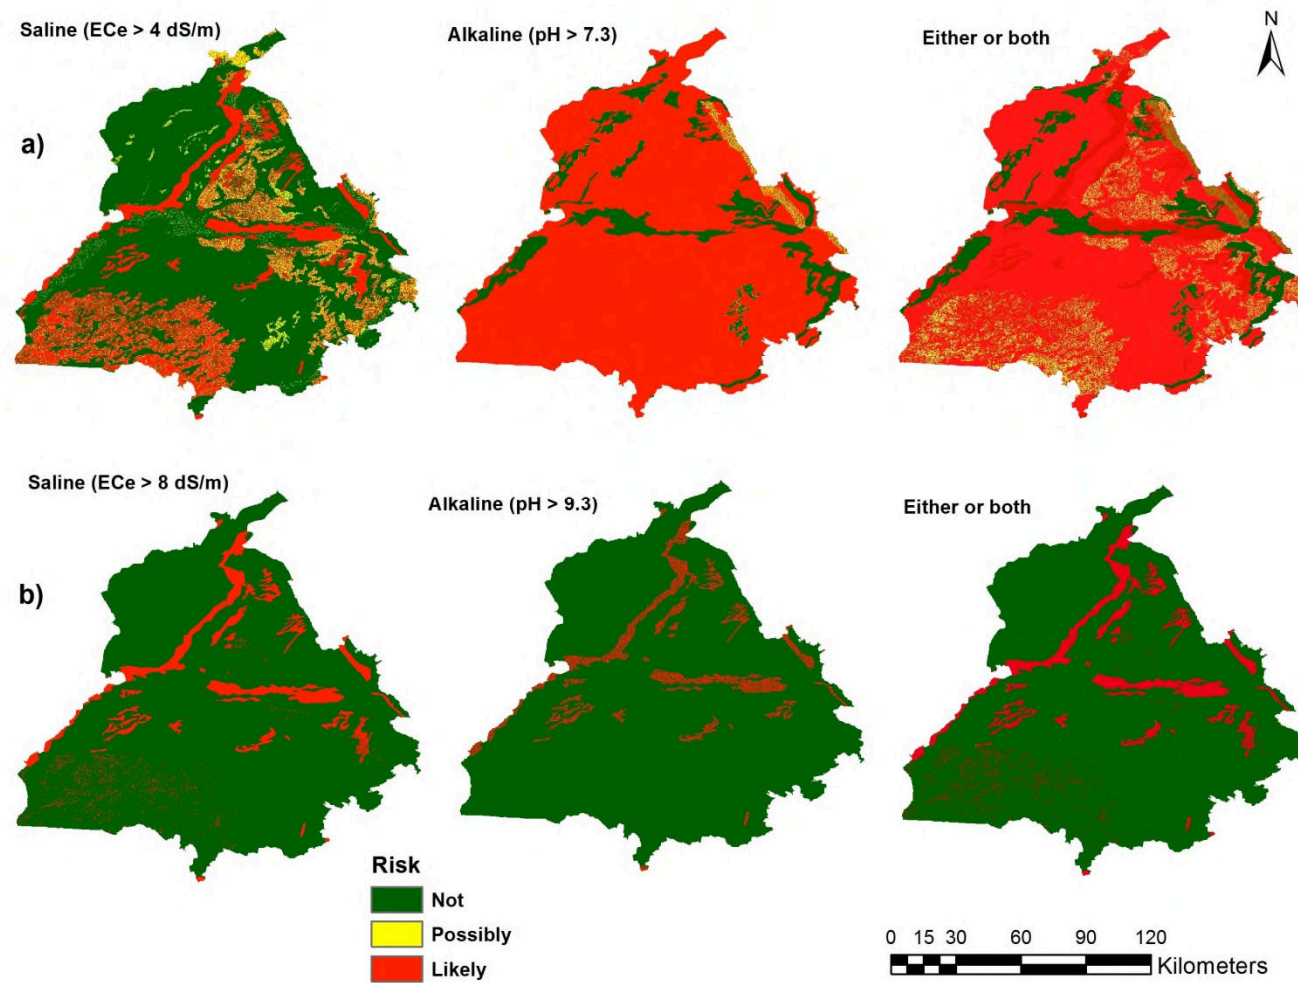 Saline (ECe > 4 dS/m)
Alkaline (pH > 7.3)
Either or both
N
a)
Saline (ECe > 8 dS/m)
Alkaline (pH > 9.3)
Either or both
b)
Risk
Not
Possibly
Likely
0 15 30 60 90 120
Kilometers